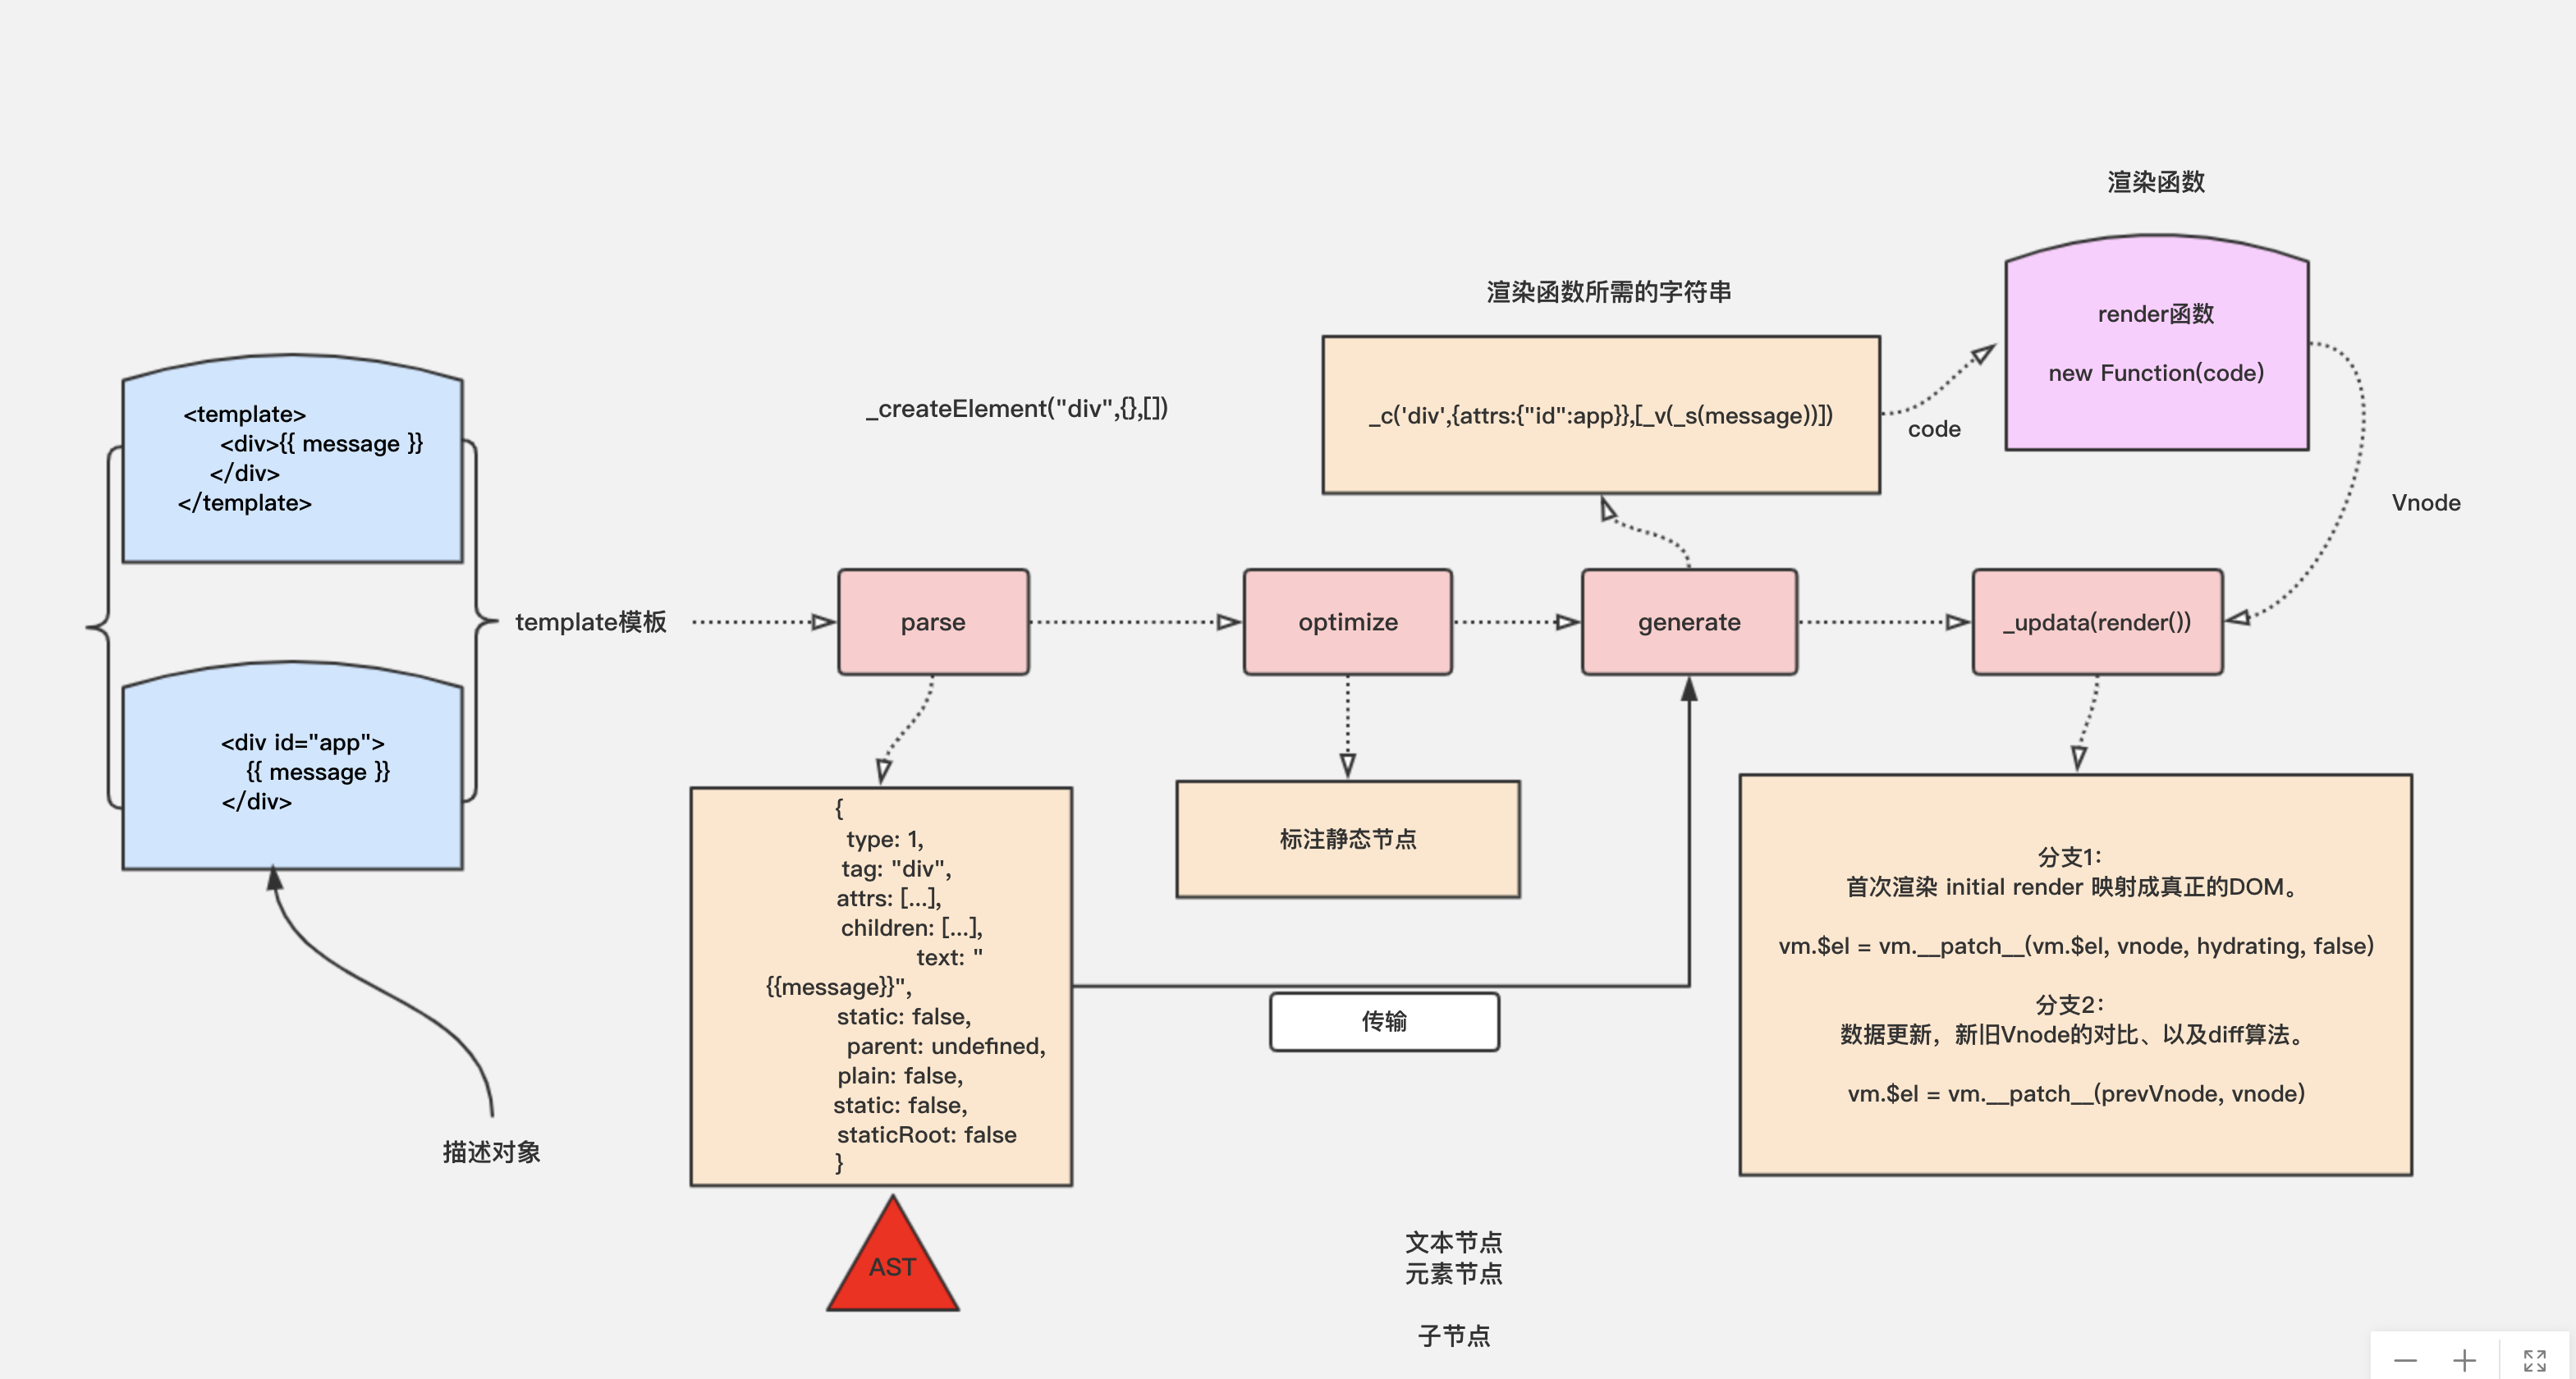 渲染函数
渲染函数所需的字符串
render函数
new Function(code)
_createElement("div",{},[])
_c('div',{attrs:{"id":app}},[_v(_s(message))])
code
Vnode
<template>
<div>{{ message }}
</div>
</template>
template模板
parse
optimize
generate
_updata(render())
<div id="app">
{{ message }}
</div>
描述对象
{
type: 1,
tag: "div",
attrs: [...],
children: [...],
text: "
{{message}}",
static: false,
parent: undefined,
plain: false,
static: false,
staticRoot: false
}
AST
标注静态节点
传输
分支1：
首次渲染 initial render 映射成真正的DOM。
vm.$el = vm.__patch__(vm.$el, vnode, hydrating, false)
分支2：
数据更新，新旧Vnode的对比、以及diff算法。
vm.$el = vm.__patch__(prevVnode, vnode)
文本节点
元素节点
子节点